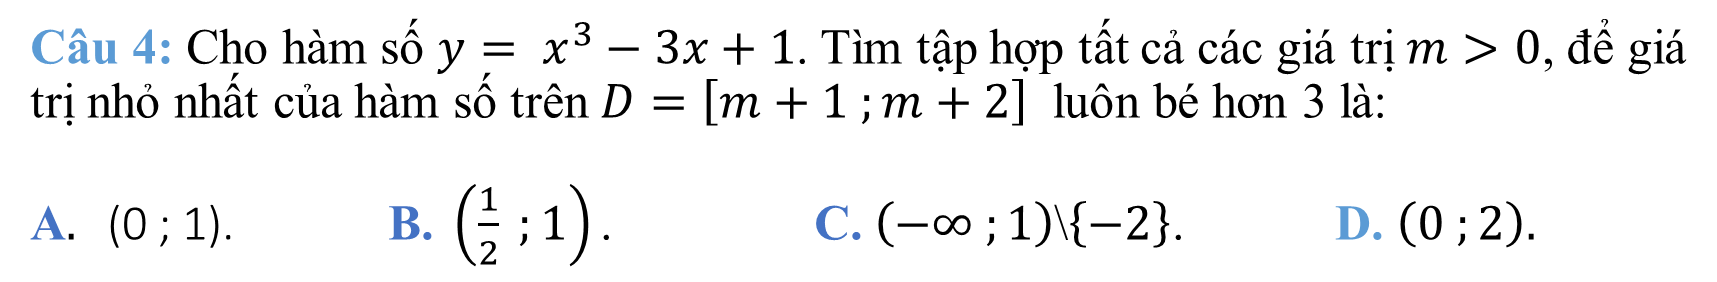 Câu 4: Cho hàm số y = x³ − 3x + 1. Tìm tập hợp tất cả các giá trị m > 0, để giá
trị nhỏ nhất của hàm số trên D = [m + 1 ; m + 2] luôn bé hơn 3 là:
A. (0 ; 1). B. (1/2 ; 1). C. (−∞ ; 1)\{−2}. D. (0 ; 2).